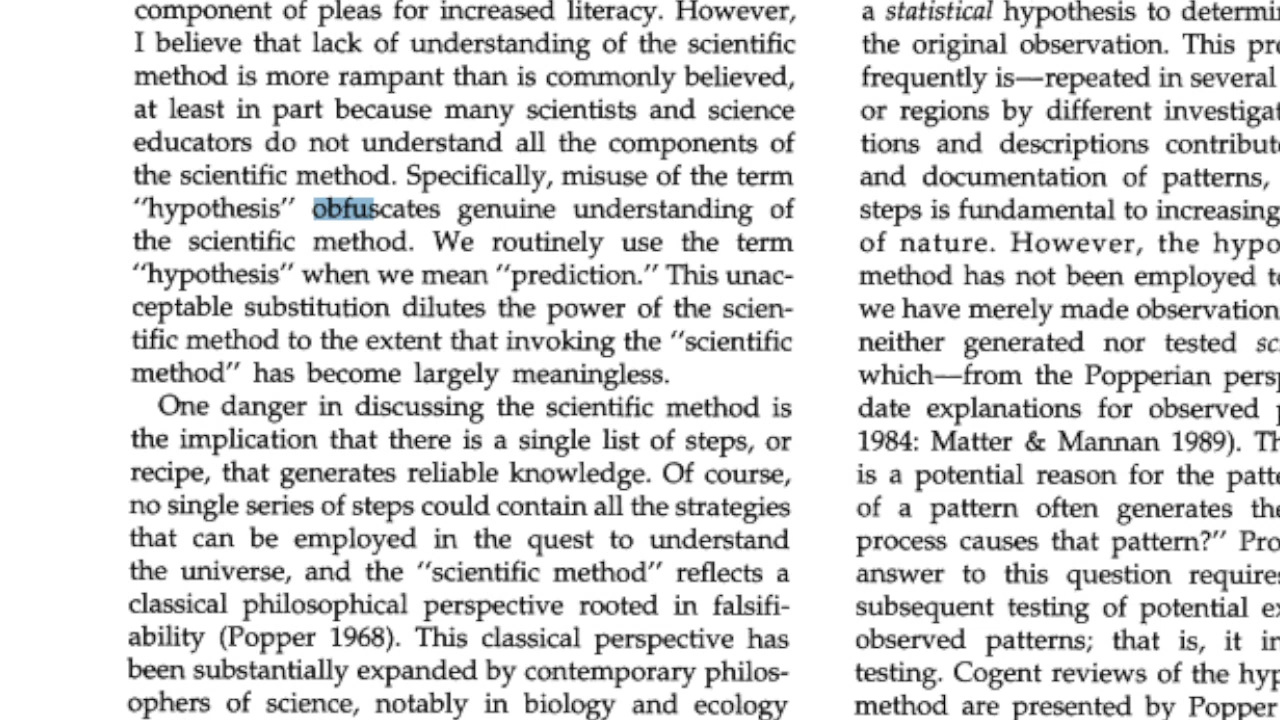 component of pleas for increased literacy. However,
I believe that lack of understanding of the scientific
method is more rampant than is commonly believed,
at least in part because many scientists and science
educators do not understand all the components of
the scientific method. Specifically, misuse of the term
“hypothesis” obfuscates genuine understanding of
the scientific method. We routinely use the term
“hypothesis” when we mean “prediction.” This unac-
ceptable substitution dilutes the power of the scien-
tific method to the extent that invoking the “scientific
method” has become largely meaningless.
One danger in discussing the scientific method is
the implication that there is a single list of steps, or
recipe, that generates reliable knowledge. Of course,
no single series of steps could contain all the strategies
that can be employed in the quest to understand
the universe, and the “scientific method” reflects a
classical philosophical perspective rooted in falsifi-
ability (Popper 1968). This classical perspective has
been substantially expanded by contemporary philos-
ophers of science, notably in biology and ecology
a statistical hypothesis to
the original observation. This
frequently is—repeated in several
or regions by different
tions and descriptions
and documentation of patterns,
steps is fundamental to increasing
of nature. However, the
method has not been employed
we have merely made observation
neither generated nor tested
which—from the Popperian
date explanations for observed
1984: Matter & Mannan 1989).
is a potential reason for the
of a pattern often generates
process causes that pattern?”
answer to this question requires
subsequent testing of potential
observed patterns; that is, it
testing. Cogent reviews of the
method are presented by Popper